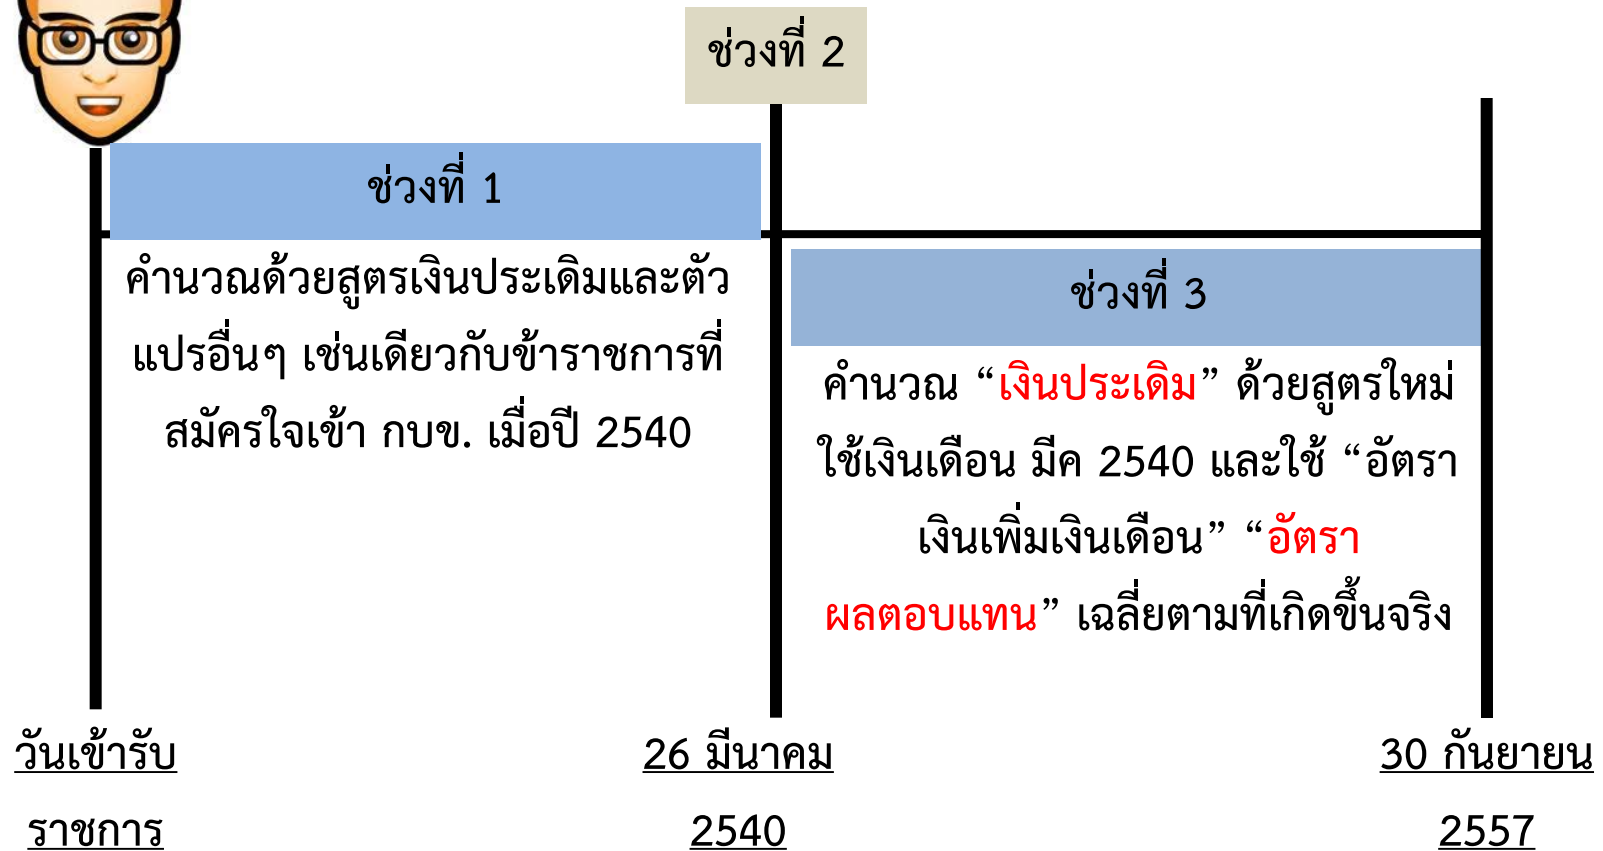 ช่วงที่ 2
ช่วงที่ 1
คำนวณด้วยสูตรเงินประเดิมและตัว
แปรอื่นๆ เช่นเดียวกับข้าราชการที่
สมัครใจเข้า กบข. เมื่อปี 2540
ช่วงที่ 3
คำนวณ “เงินประเดิม” ด้วยสูตรใหม่
ใช้เงินเดือน มีค 2540 และใช้ “อัตรา
เงินเพิ่มเงินเดือน” “อัตรา
ผลตอบแทน” เฉลี่ยตามที่เกิดขึ้นจริง
วันเข้ารับ
ราชการ
26 มีนาคม
2540
30 กันยายน
2557